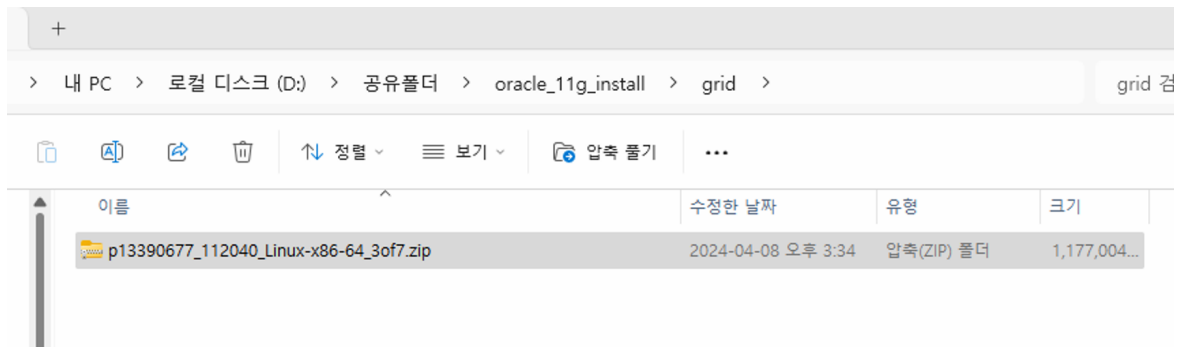 +
> 내 PC > 로컬 디스크 (D:) > 공유폴더 > oracle_11g_install > grid > grid 검
정렬 보기 압축 풀기 ...
이름 수정한 날짜 유형 크기
p13390677_112040_Linux-x86-64_3of7.zip 2024-04-08 오후 3:34 압축(ZIP) 폴더 1,177,004...